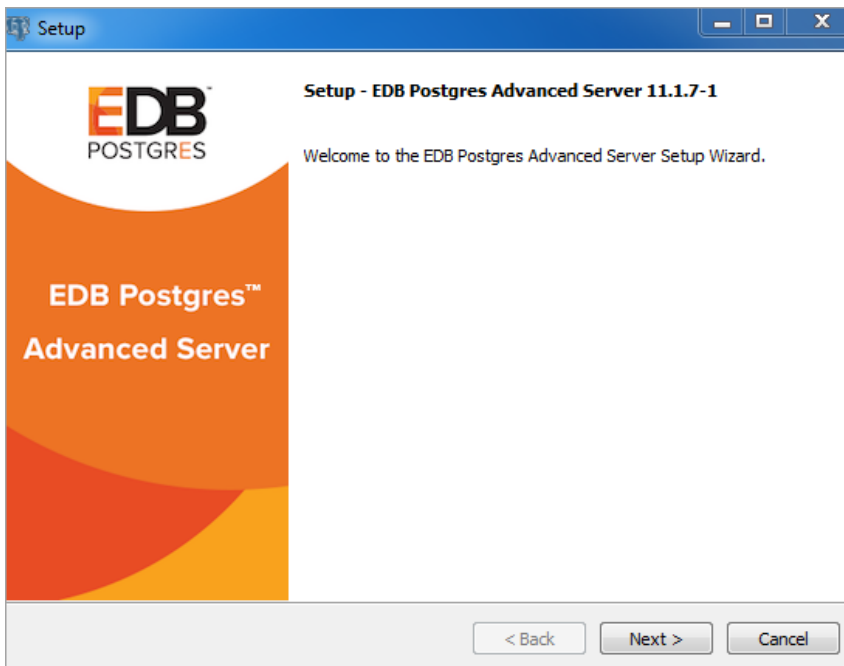 Setup
EDB
POSTGRES
EDB Postgres™
Advanced Server
Setup - EDB Postgres Advanced Server 11.1.7-1
Welcome to the EDB Postgres Advanced Server Setup Wizard.
< Back
Next >
Cancel